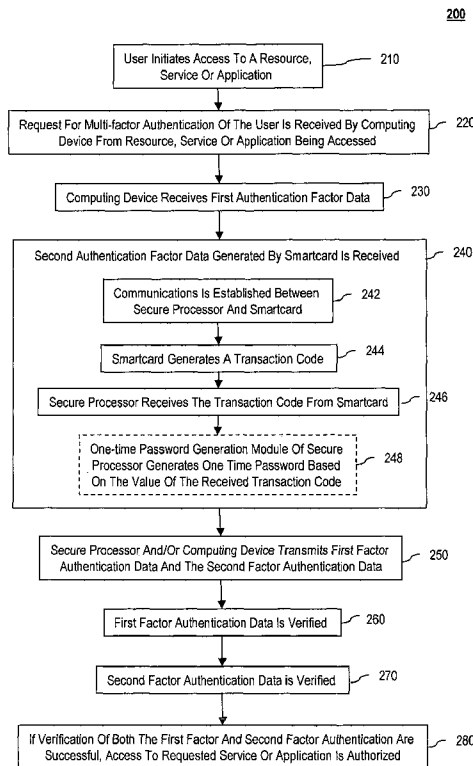 200
User Initiates Access To A Resource,
Service Or Application
210
Request For Multi-factor Authentication Of The User Is Received By Computing
Device From Resource, Service Or Application Being Accessed
220
Computing Device Receives First Authentication Factor Data
230
Second Authentication Factor Data Generated By Smartcard Is Received
240
Communications Is Established Between
Secure Processor And Smartcard
242
Smartcard Generates A Transaction Code
244
Secure Processor Receives The Transaction Code From Smartcard
246
One-time Password Generation Module Of Secure
Processor Generates One Time Password Based
On The Value Of The Received Transaction Code
248
Secure Processor And/Or Computing Device Transmits First Factor
Authentication Data And The Second Factor Authentication Data
250
First Factor Authentication Data Is Verified
260
Second Factor Authentication Data is Verified
270
If Verification Of Both The First Factor And Second Factor Authentication Are
Successful, Access To Requested Service Or Application Is Authorized
280